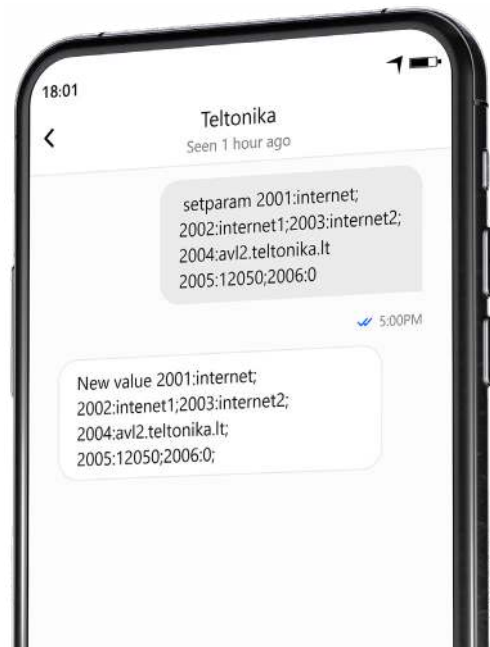 18:01
Teltonika
Seen 1 hour ago
setparam 2001:internet;
2002:internet1;2003:internet2;
2004:avl2.teltonika.lt
2005:12050;2006:0
5:00PM
New value 2001:internet;
2002:intenet1;2003:internet2;
2004:avl2.teltonika.lt;
2005:12050;2006:0;